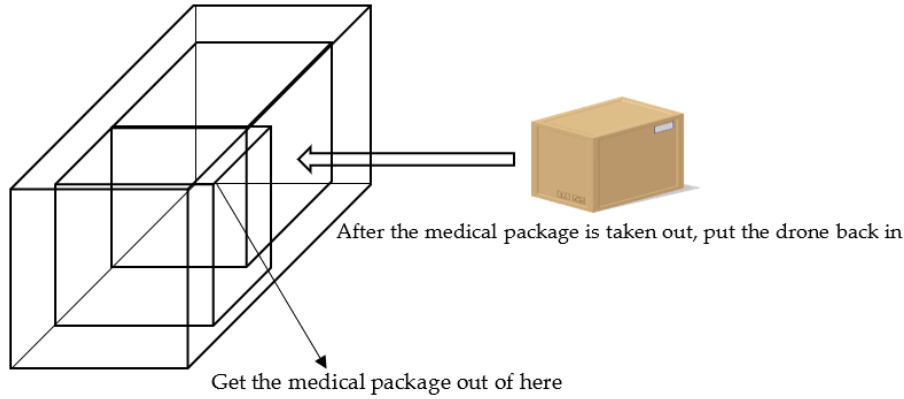 After the medical package is taken out, put the drone back in
Get the medical package out of here